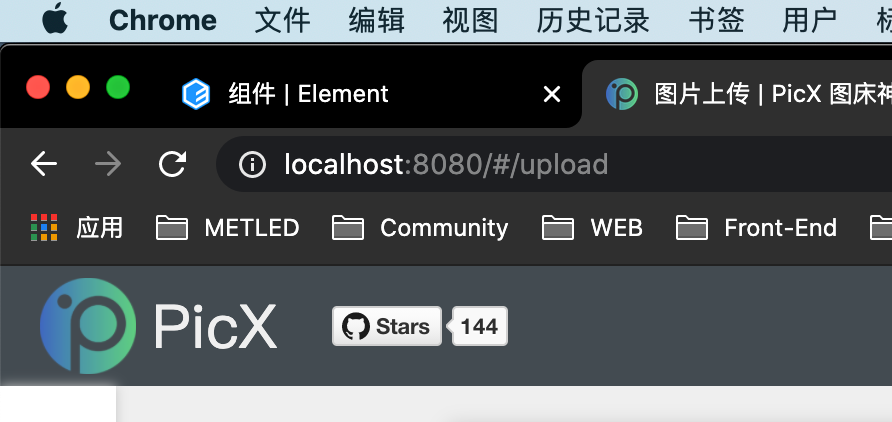 Chrome 文件 编辑 视图 历史记录 书签 用户
组件 | Element 图片上传 | PicX 图床神
localhost:8080/#/upload
应用 METLED Community WEB Front-End
PicX Stars 144